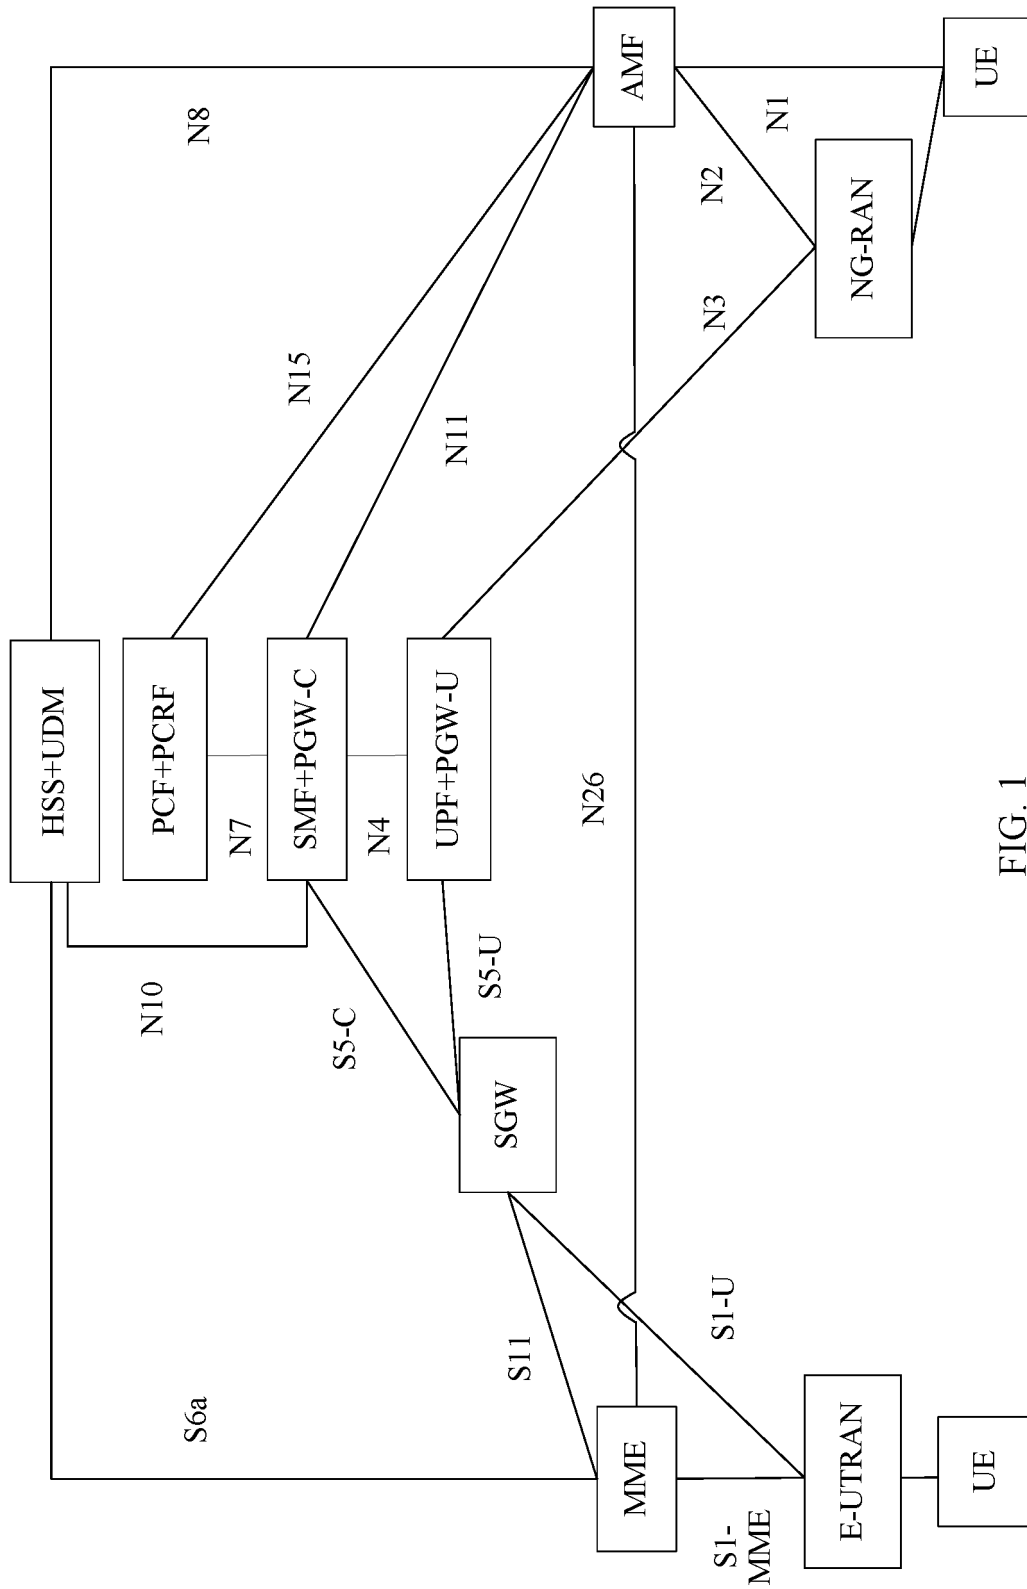 HSS+UDM
S6a
N10
N8
PCF+PCRF
N7
N15
SMF+PGW-C
S5-C
N4
N11
UPF+PGW-U
S5-U
SGW
S11
N26
N3
MME
AMF
S1-
MME
S1-U
N2
N1
E-UTRAN
NG-RAN
UE
UE
FIG. 1